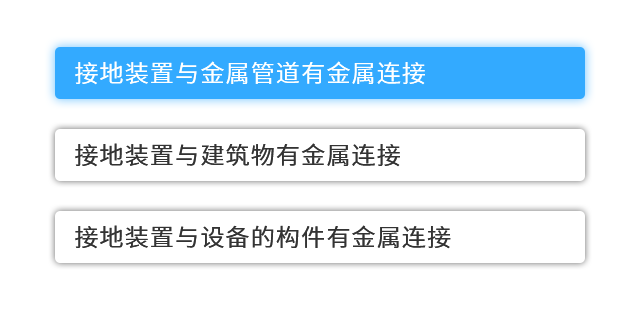 接地装置与金属管道有金属连接
接地装置与建筑物有金属连接
接地装置与设备的构件有金属连接